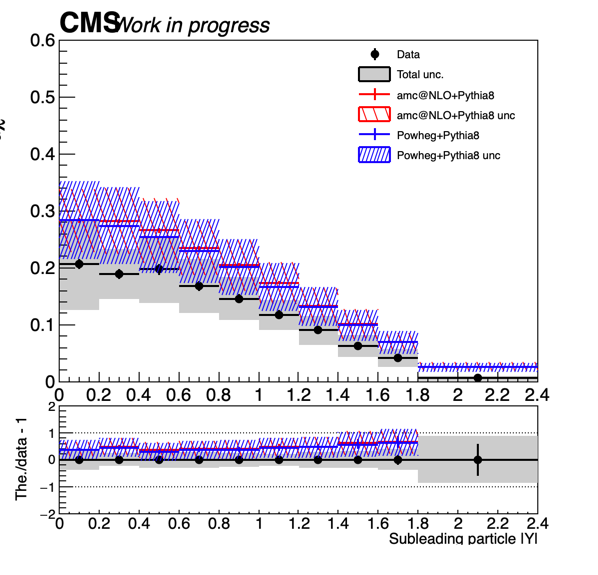 CMS Work in progress
0.6
Data
Total unc.
0.5
amc@NLO+Pythia8
amc@NLO+Pythia8 unc
Powheg+Pythia8
0.4
Powheg+Pythia8 unc
0.3
0.2
0.1
0
0 0.2 0.4 0.6 0.8 1 1.2 1.4 1.6 1.8 2 2.2 2.4
The./data - 1
2
1
0
−1
−2
0 0.2 0.4 0.6 0.8 1 1.2 1.4 1.6 1.8 2 2.2 2.4
Subleading particle |Y|